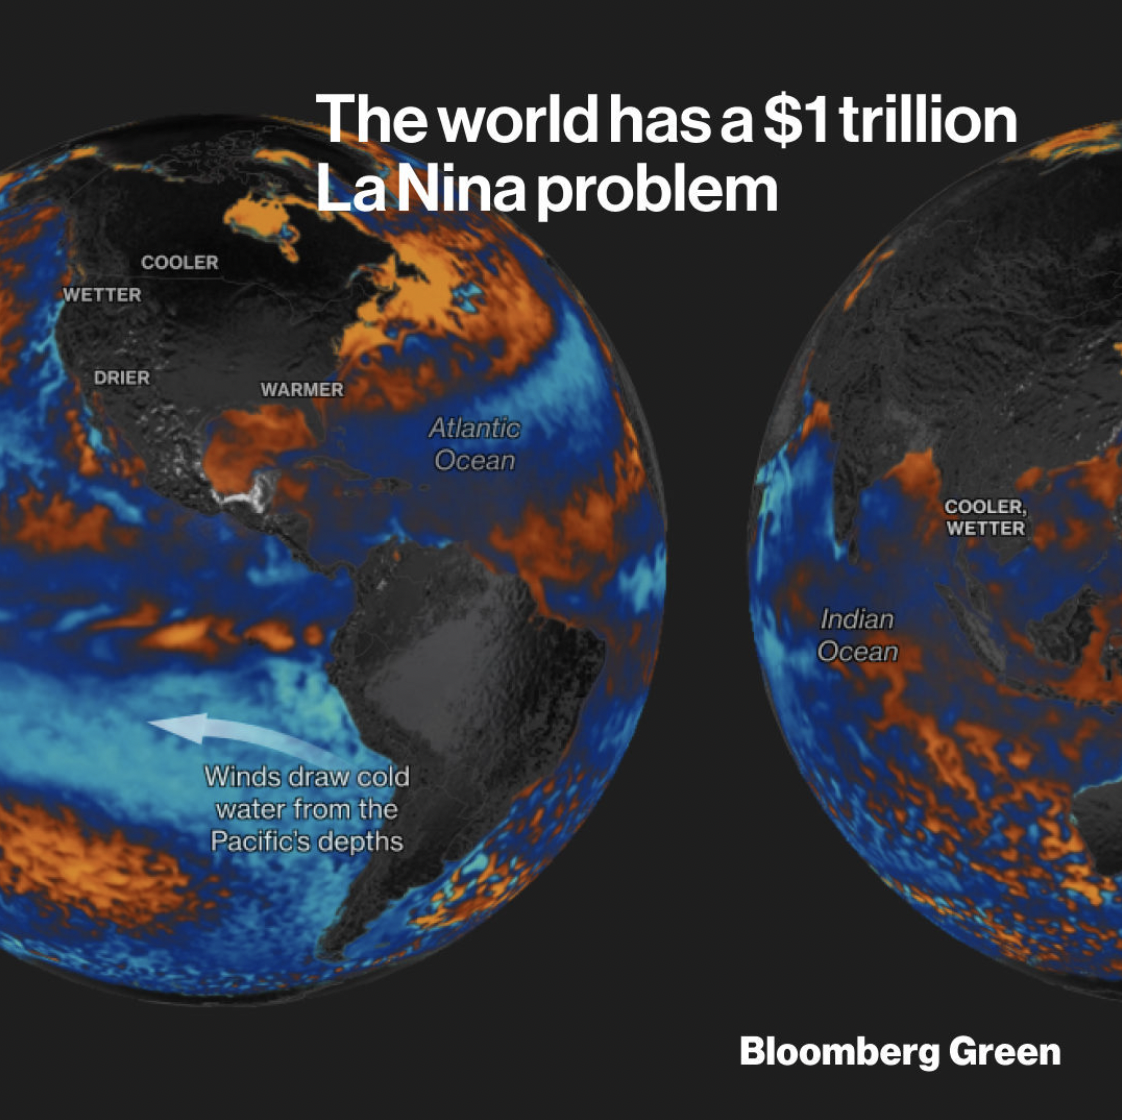 The world has a $1 trillion
La Nina problem
COOLER
WETTER
DRIER
WARMER
Atlantic
Ocean
COOLER,
WETTER
Indian
Ocean
Winds draw cold
water from the
Pacific's depths
Bloomberg Green